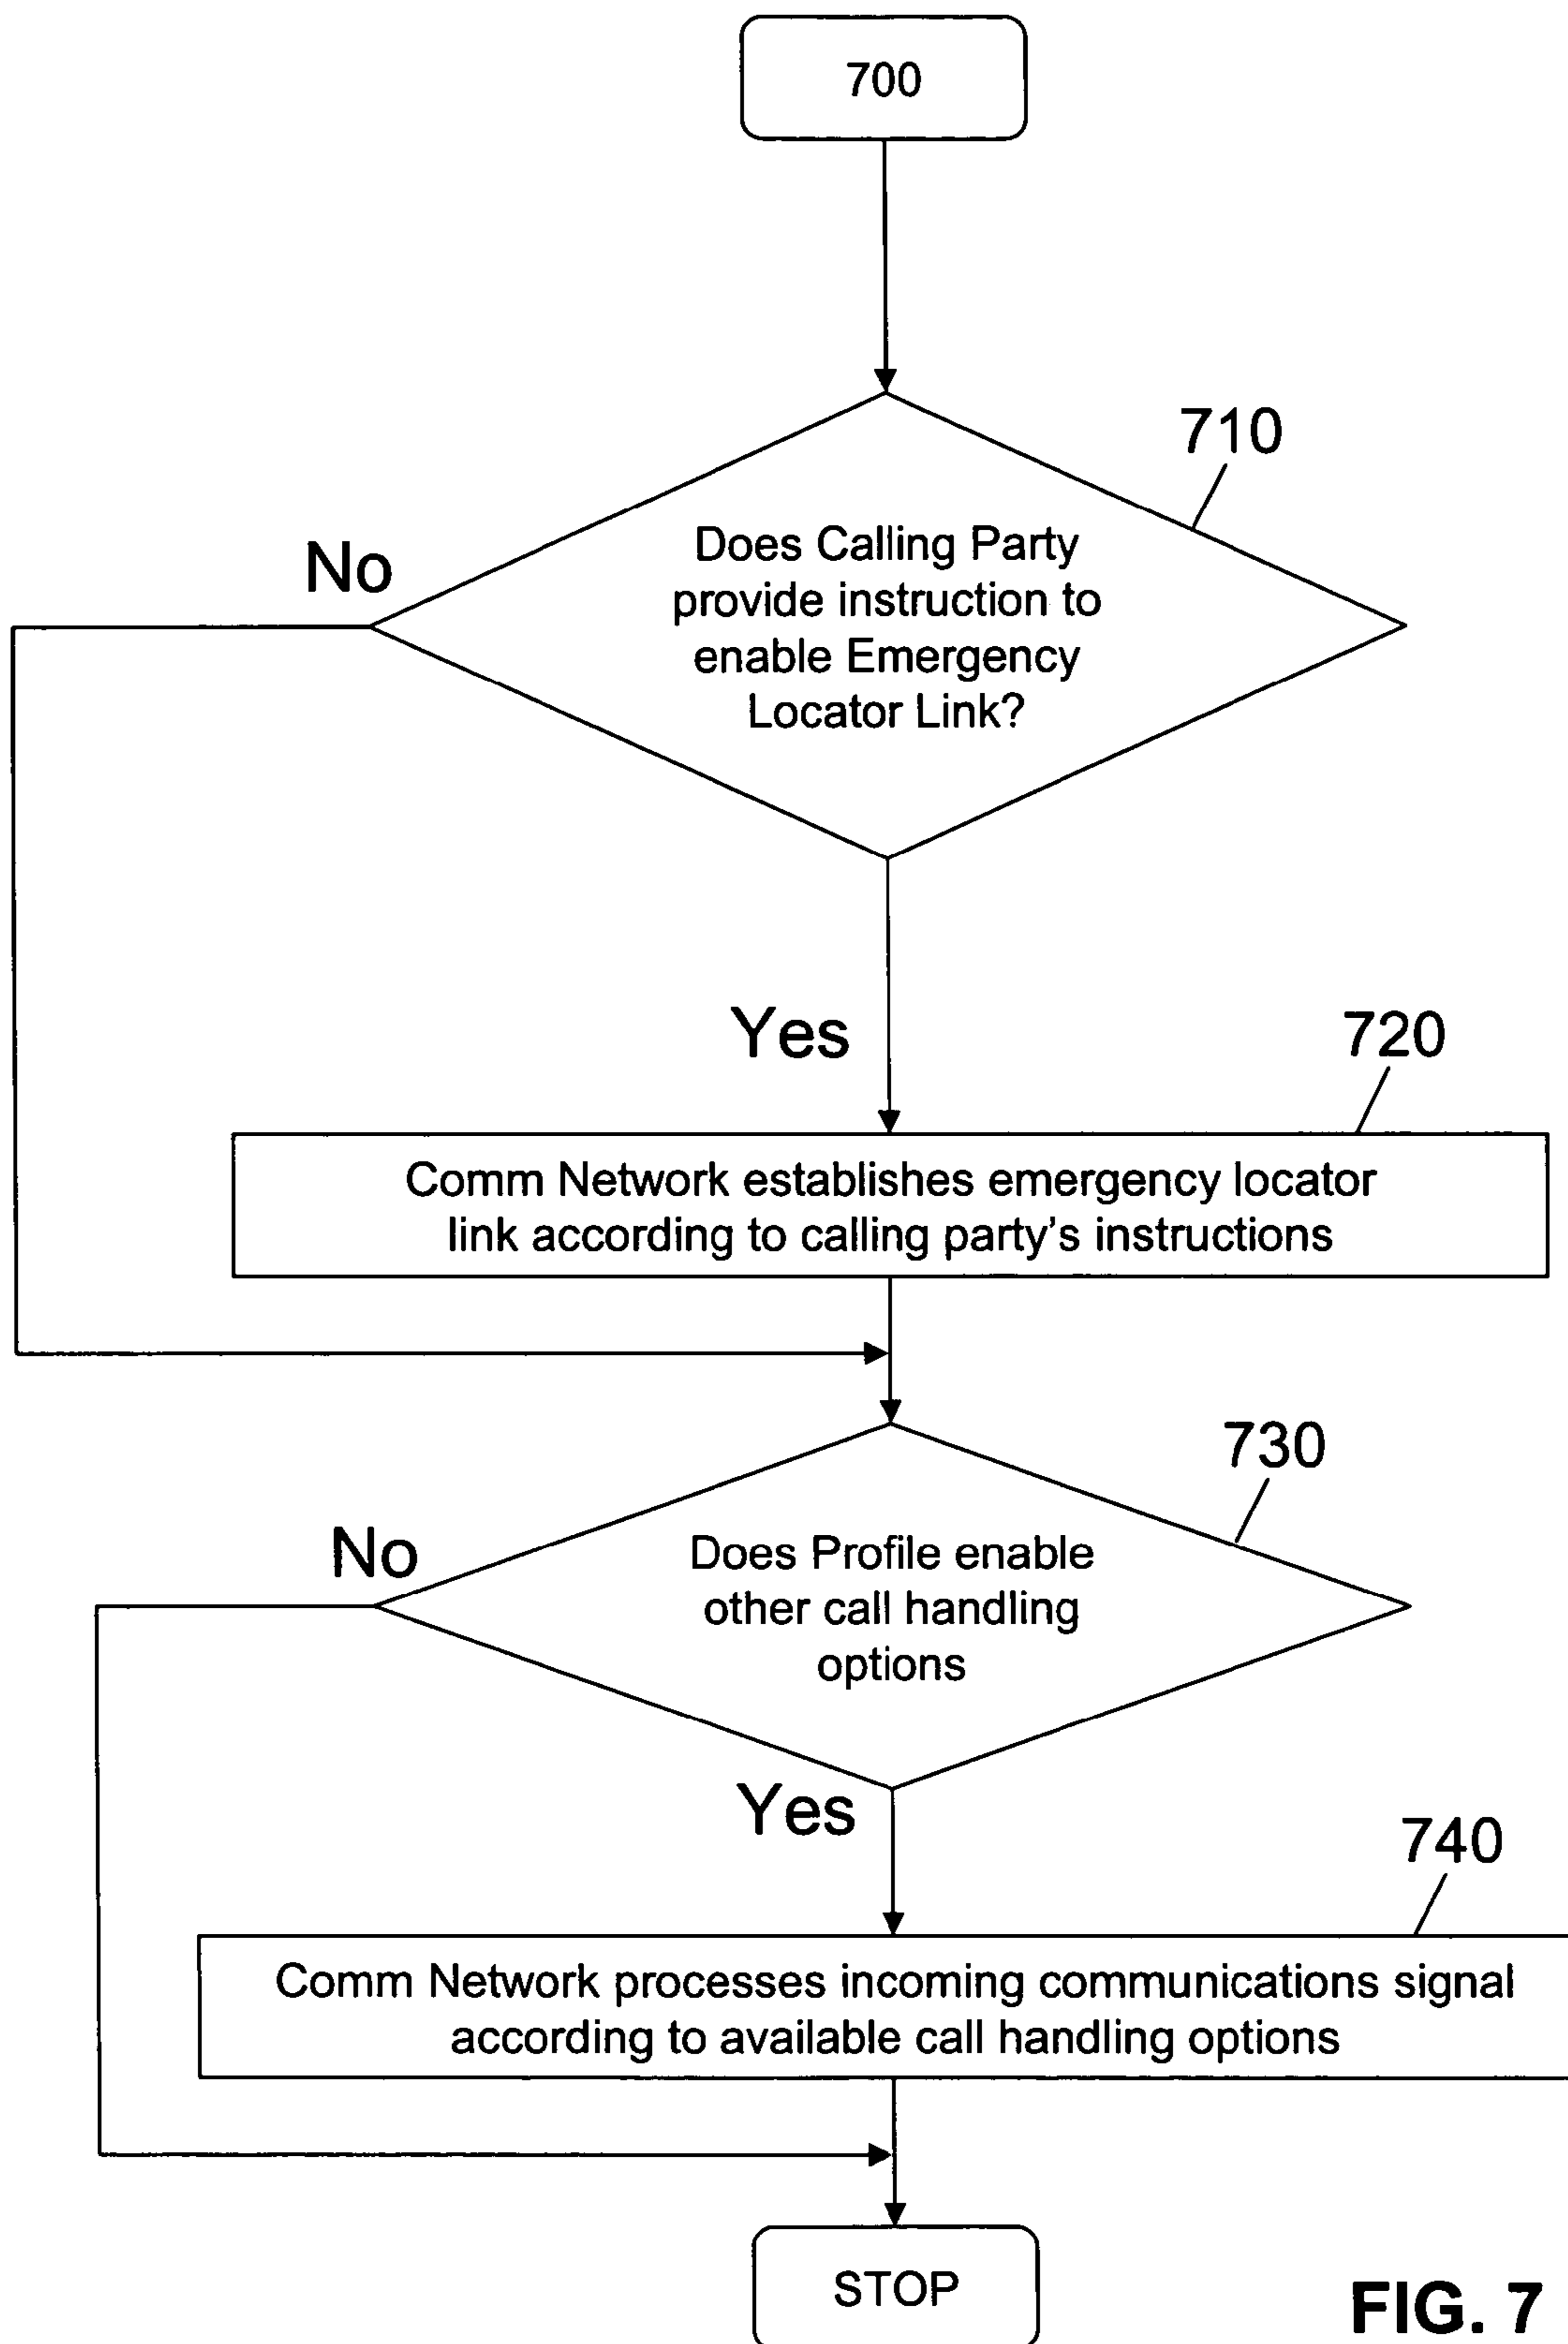 700
710
Does Calling Party
provide instruction to
enable Emergency
Locator Link?
No
Yes
720
Comm Network establishes emergency locator
link according to calling party's instructions
730
Does Profile enable
other call handling
options
No
Yes
740
Comm Network processes incoming communications signal
according to available call handling options
STOP
FIG. 7